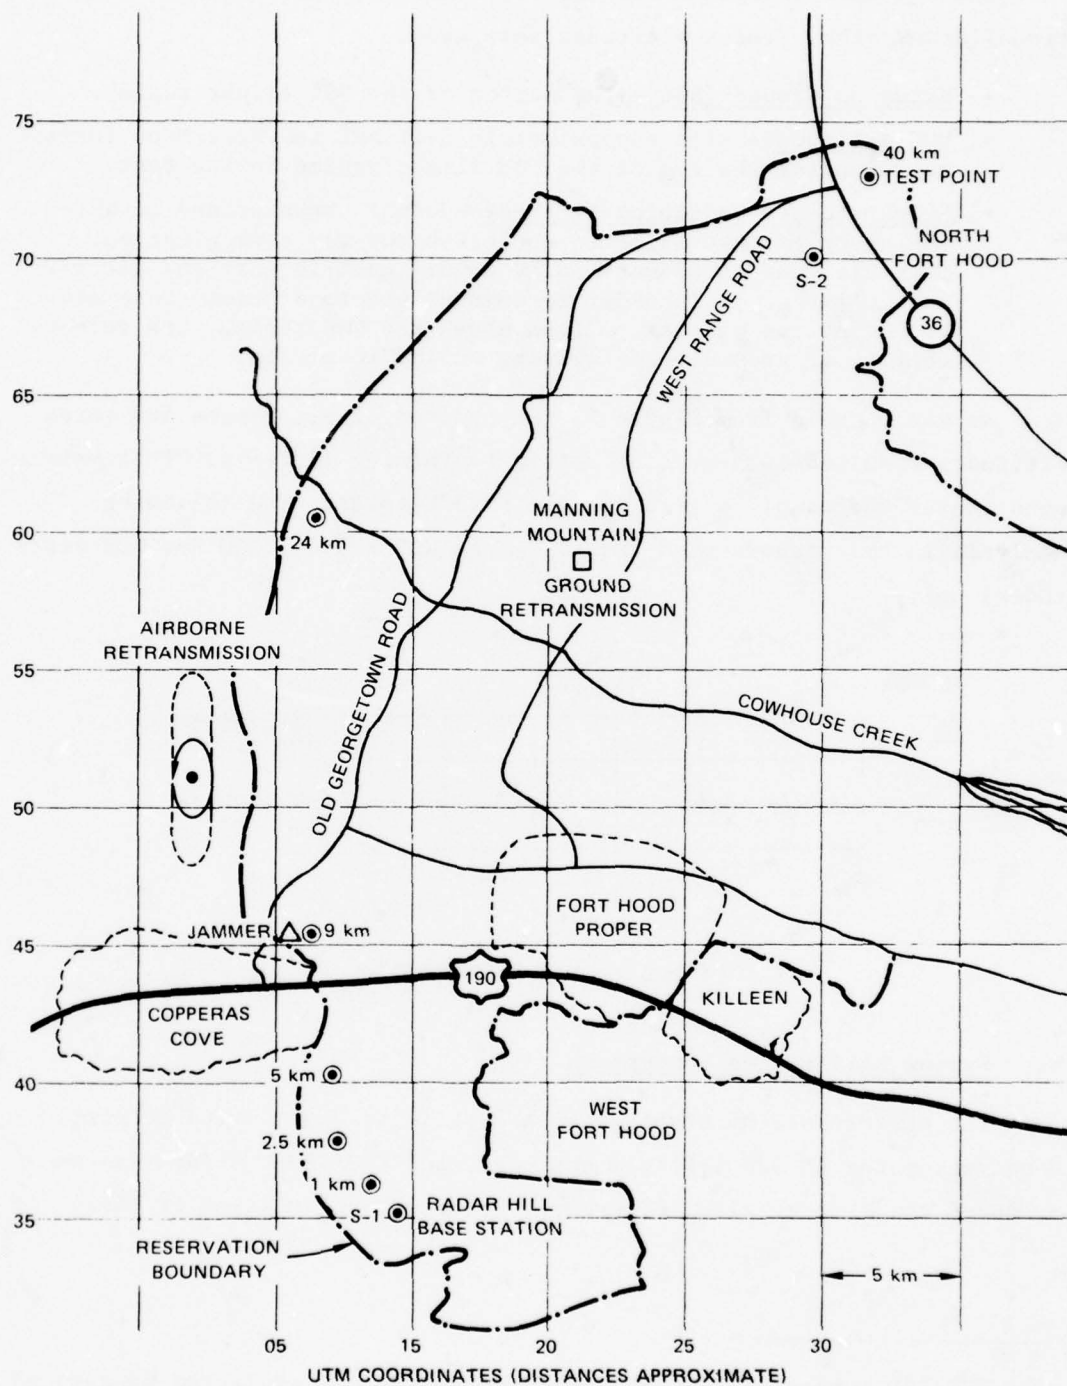 75
40 km
TEST POINT
70
NORTH
FORT HOOD
S-2
36
WEST RANGE ROAD
65
MANNING
MOUNTAIN
60
24 km
GROUND
RETRANSMISSION
AIRBORNE
RETRANSMISSION
OLD GEORGETOWN ROAD
55
COWHOUSE CREEK
50
FORT HOOD
PROPER
JAMMER
9 km
45
190
KILLEEN
COPPERAS
COVE
5 km
40
WEST
FORT HOOD
2.5 km
1 km
S-1
RADAR HILL
BASE STATION
35
RESERVATION
BOUNDARY
5 km
05
15
20
25
30
UTM COORDINATES (DISTANCES APPROXIMATE)